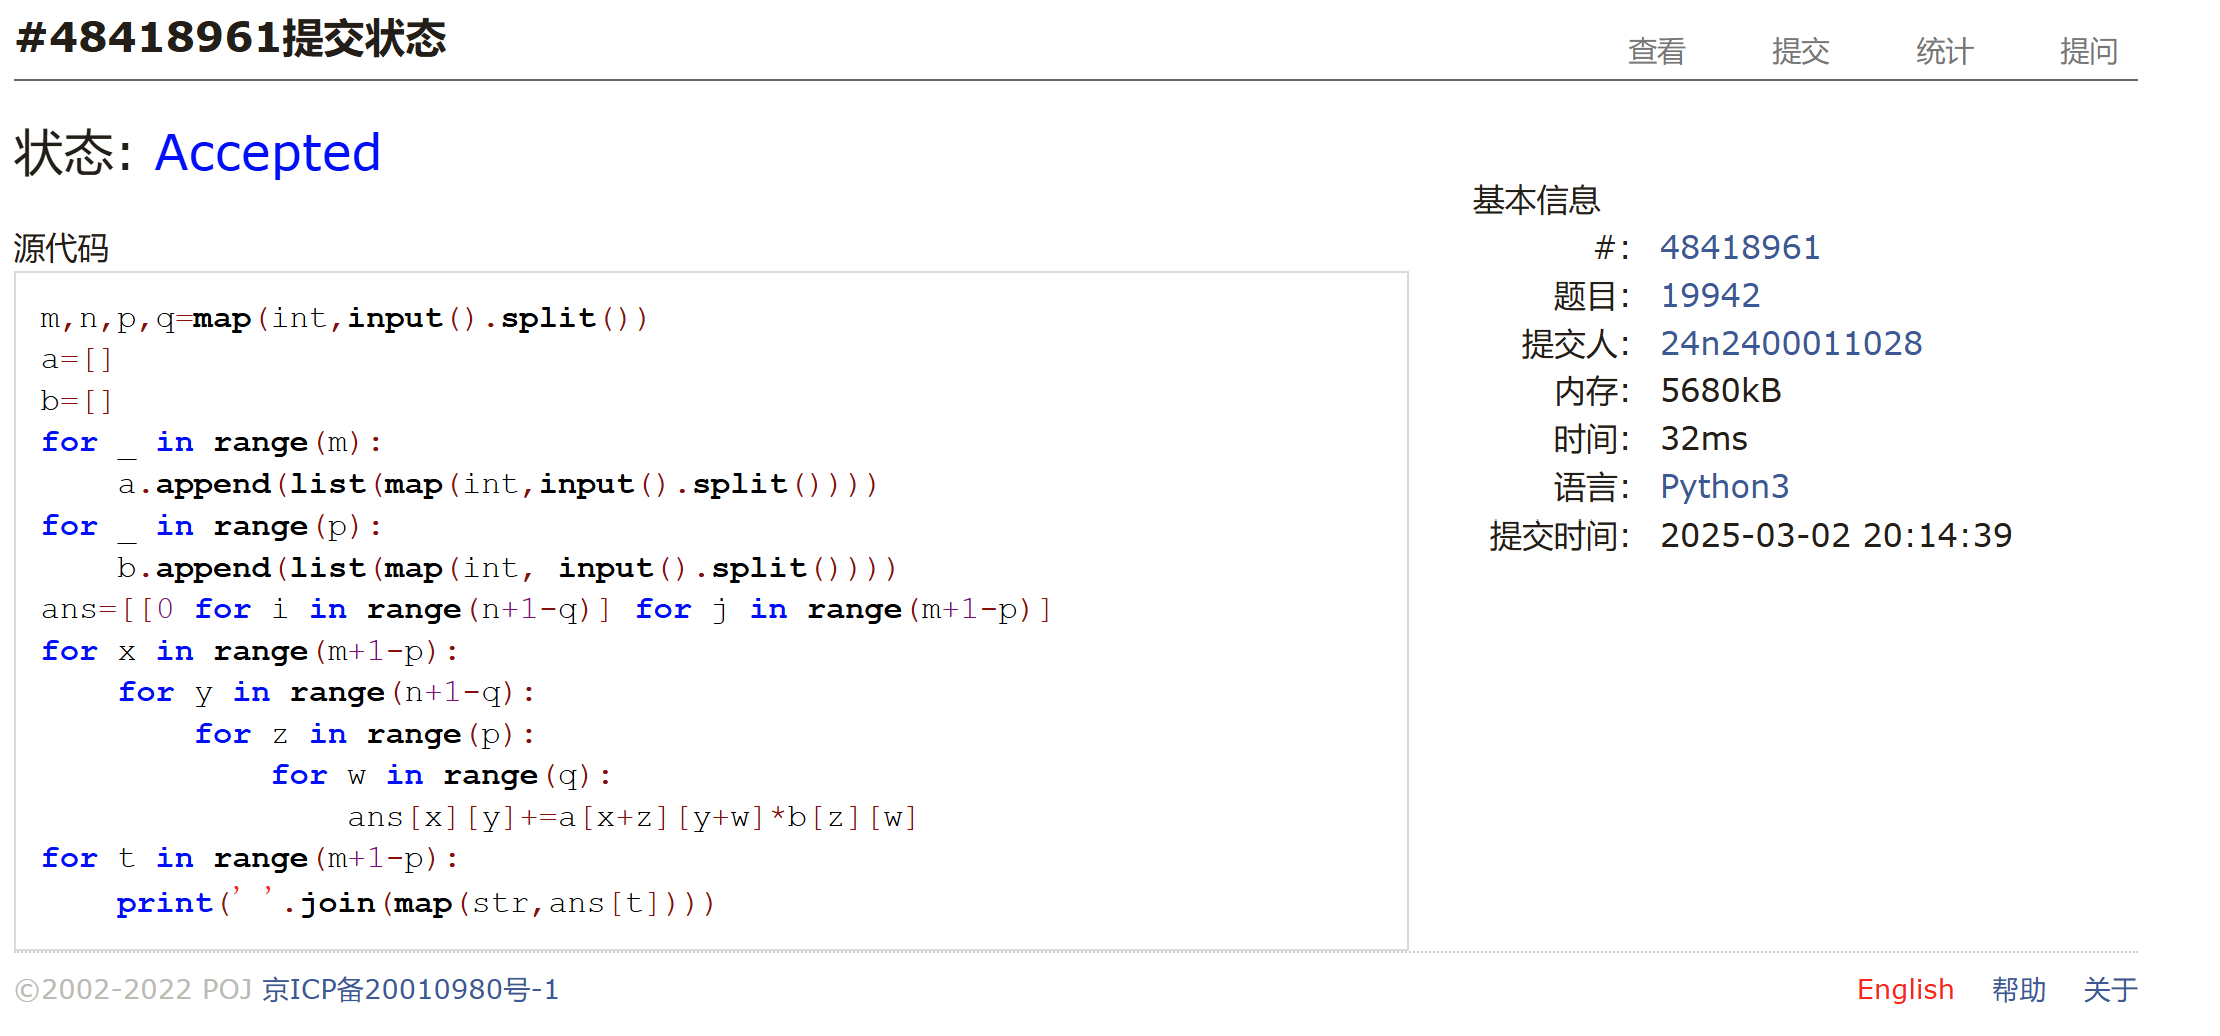 #48418961提交状态
查看 提交 统计 提问
状态: Accepted
源代码
m,n,p,q=map(int,input().split())
a=[]
b=[]
for _ in range(m):
    a.append(list(map(int,input().split())))
for _ in range(p):
    b.append(list(map(int, input().split())))
ans=[[0 for i in range(n+1-q)] for j in range(m+1-p)]
for x in range(m+1-p):
    for y in range(n+1-q):
        for z in range(p):
            for w in range(q):
                ans[x][y]+=a[x+z][y+w]*b[z][w]
for t in range(m+1-p):
    print(' '.join(map(str,ans[t])))
基本信息
#: 48418961
题目: 19942
提交人: 24n2400011028
内存: 5680kB
时间: 32ms
语言: Python3
提交时间: 2025-03-02 20:14:39
©2002-2022 POJ 京ICP备20010980号-1
English 帮助 关于